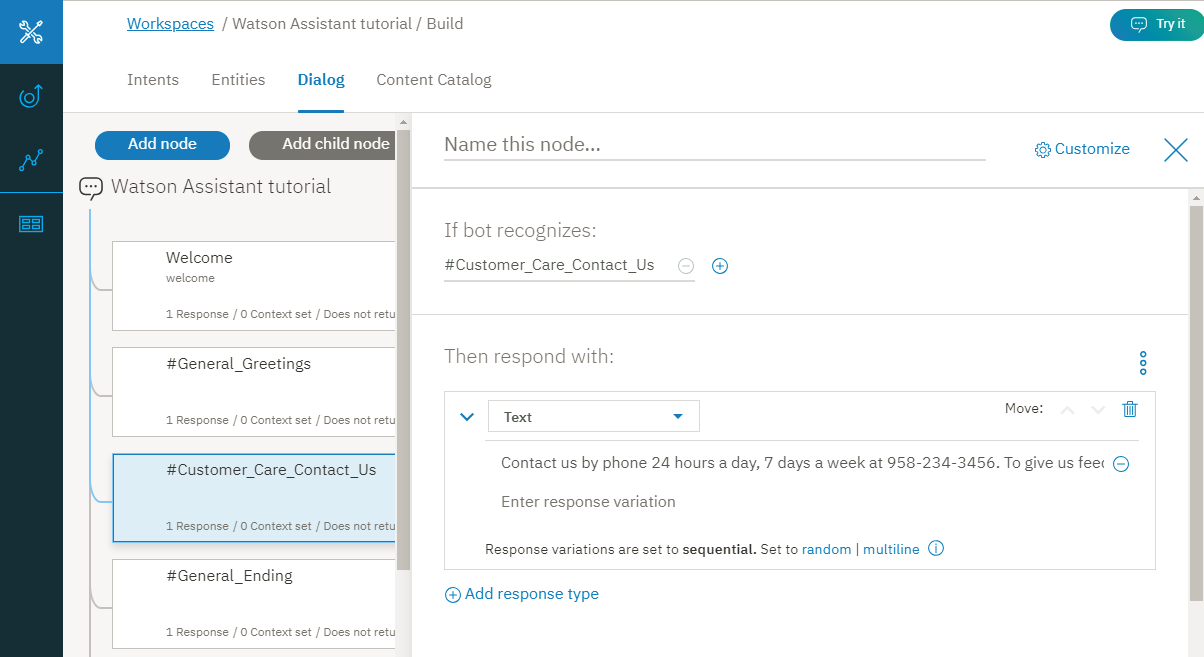 Workspaces / Watson Assistant tutorial / Build
Try it
Intents Entities Dialog Content Catalog
Add node Add child node
Watson Assistant tutorial
Welcome
welcome
1 Response / 0 Context set / Does not retu
#General_Greetings
1 Response / 0 Context set / Does not retu
#Customer_Care_Contact_Us
1 Response / 0 Context set / Does not retu
#General_Ending
1 Response / 0 Context set / Does not retu
Name this node...
Customize
If bot recognizes:
#Customer_Care_Contact_Us
Then respond with:
Text
Move:
Contact us by phone 24 hours a day, 7 days a week at 958-234-3456. To give us feec
Enter response variation
Response variations are set to sequential. Set to random | multiline
Add response type